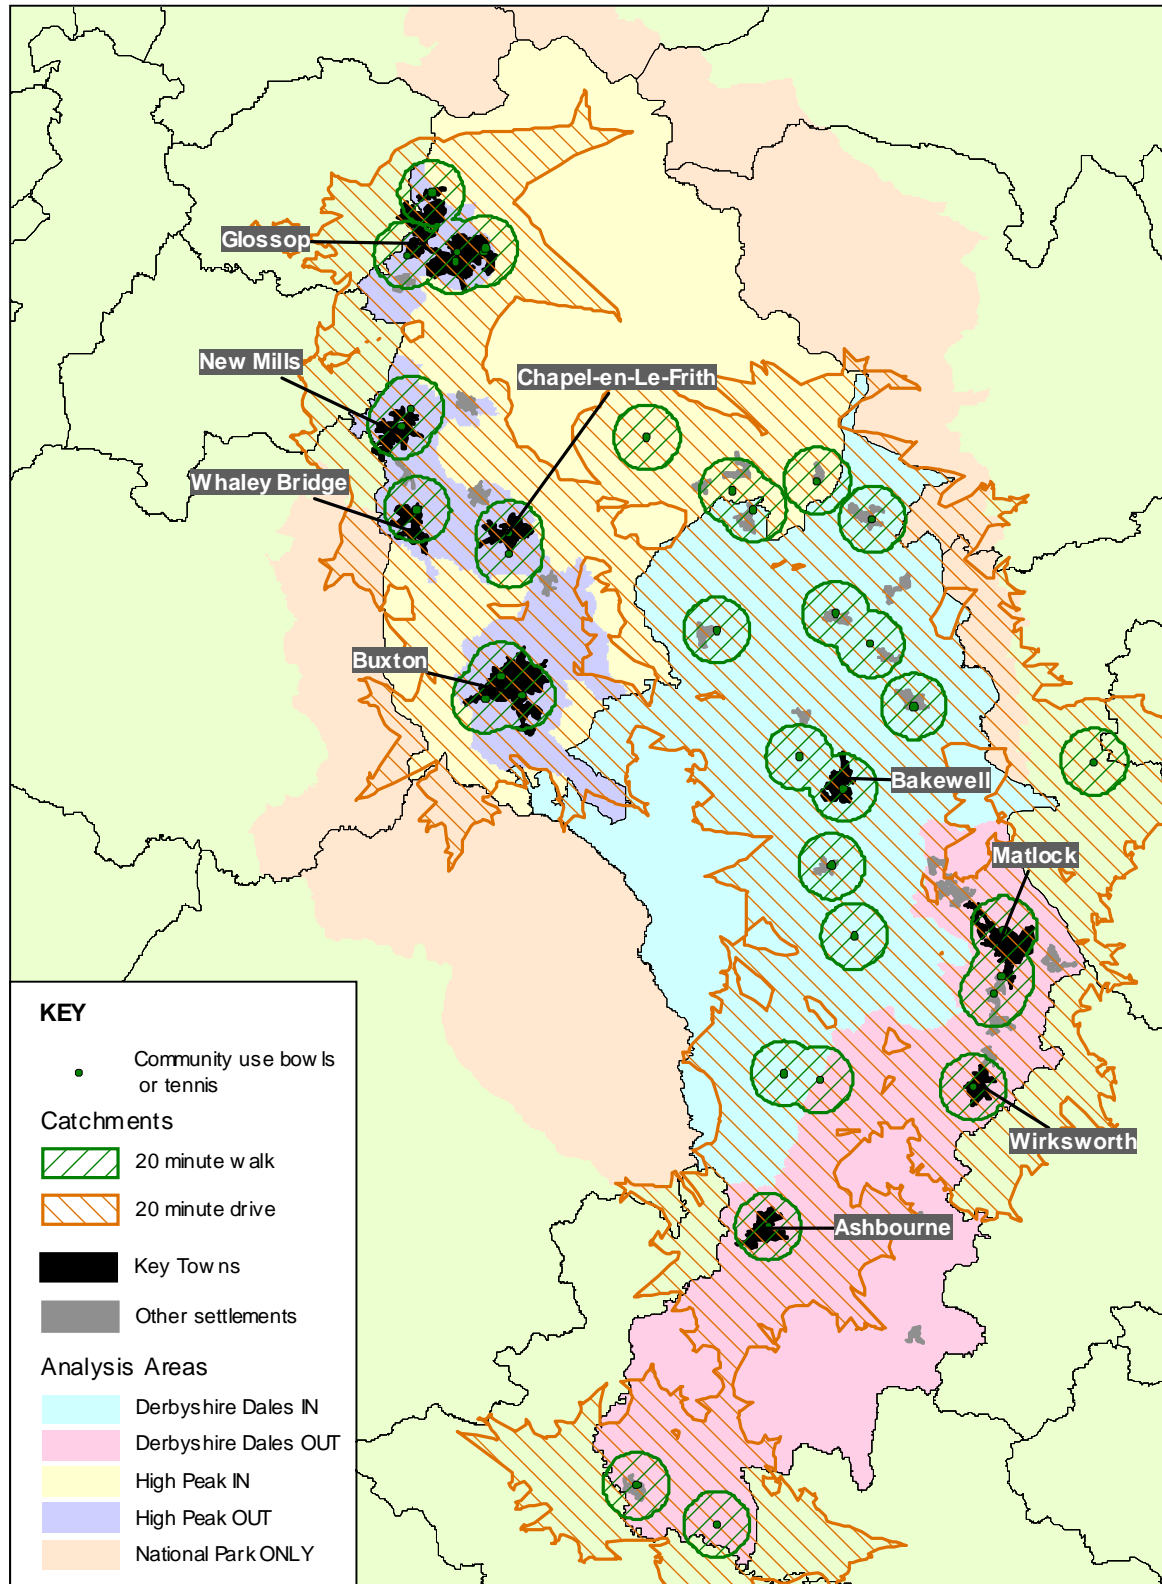 Glossop
New Mills
Chapel-en-Le-Frith
Whaley Bridge
Buxton
Bakewell
Matlock
Wirksworth
Ashbourne
KEY
Community use bowls
or tennis
Catchments
20 minute walk
20 minute drive
Key Towns
Other settlements
Analysis Areas
Derbyshire Dales IN
Derbyshire Dales OUT
High Peak IN
High Peak OUT
National Park ONLY